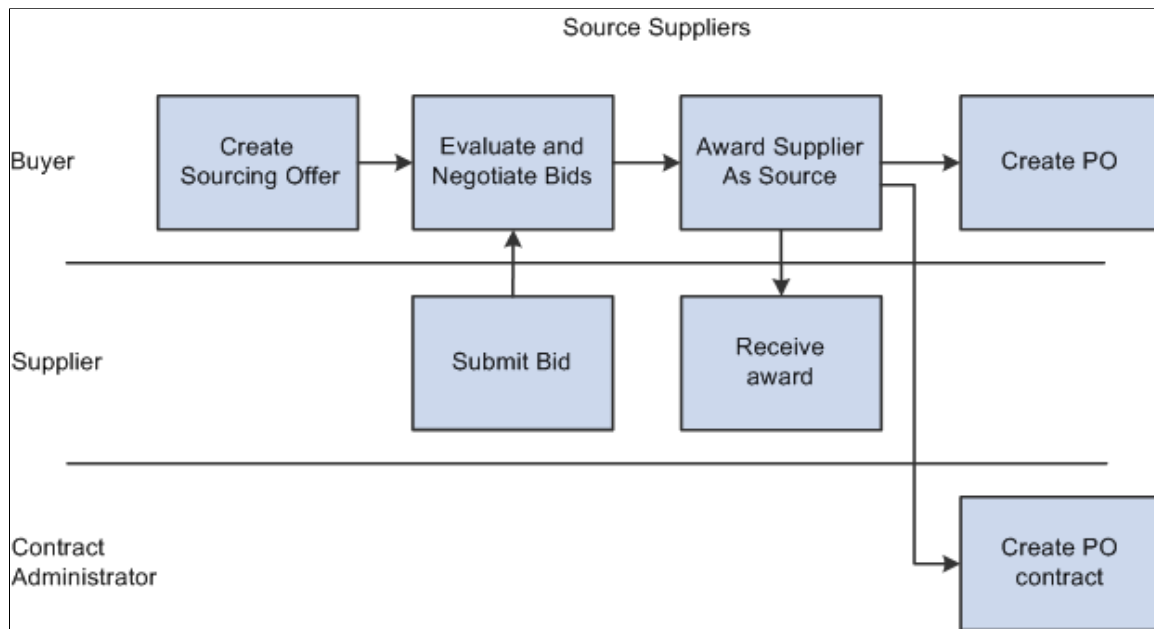 Source Suppliers
Buyer
Create
Sourcing Offer
Evaluate and
Negotiate Bids
Award Supplier
As Source
Create PO
Supplier
Submit Bid
Receive
award
Contract
Administrator
Create PO
contract